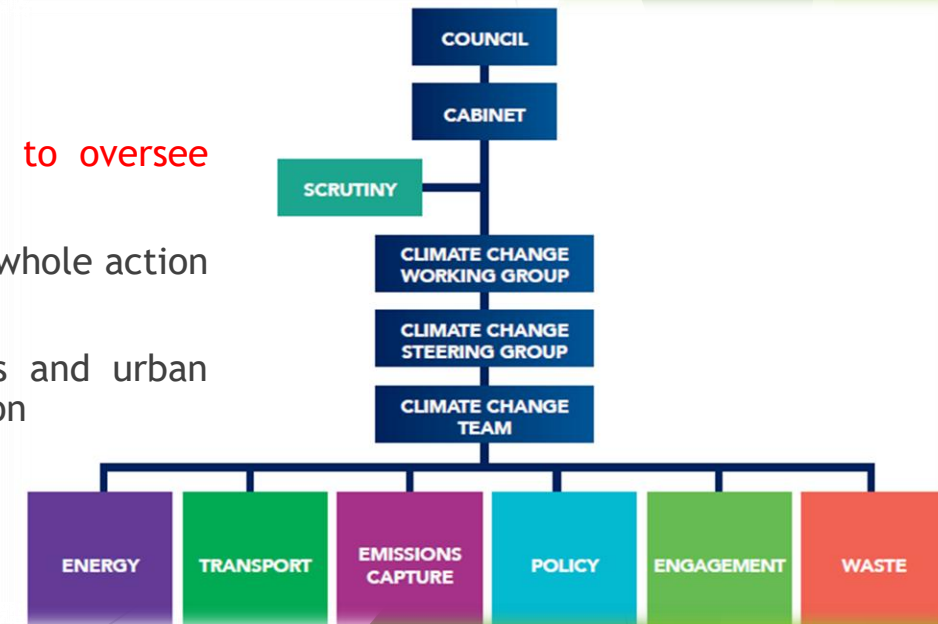 COUNCIL
CABINET
to oversee
SCRUTINY
whole action
CLIMATE CHANGE
WORKING GROUP
CLIMATE CHANGE
STEERING GROUP
s and urban
on
CLIMATE CHANGE
TEAM
ENERGY
TRANSPORT
EMISSIONS
CAPTURE
POLICY
ENGAGEMENT
WASTE